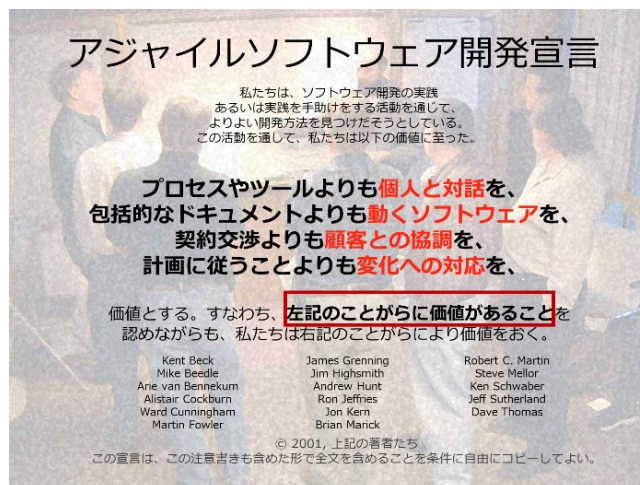 アジャイルソフトウェア開発宣言
私たちは、ソフトウェア開発の実践
あるいは実践を手助けをする活動を通じて、
よりよい開発方法を見つけだそうとしている。
この活動を通して、私たちは以下の価値に至った。
プロセスやツールよりも個人と対話を、
包括的なドキュメントよりも動くソフトウェアを、
契約交渉よりも顧客との協調を、
計画に従うことよりも変化への対応を、
価値とする。すなわち、左記のことがらに価値があることを
認めながらも、私たちは右記のことがらにより価値をおく。
Kent Beck
Mike Beedle
Arie van Bennekum
Alistair Cockburn
Ward Cunningham
Martin Fowler
James Grenning
Jim Highsmith
Andrew Hunt
Ron Jeffries
Jon Kern
Brian Marick
Robert C. Martin
Steve Mellor
Ken Schwaber
Jeff Sutherland
Dave Thomas
© 2001, 上記の著者たち
この宣言は、この注意書きも含めた形で全文を含めることを条件に自由にコピーしてよい。